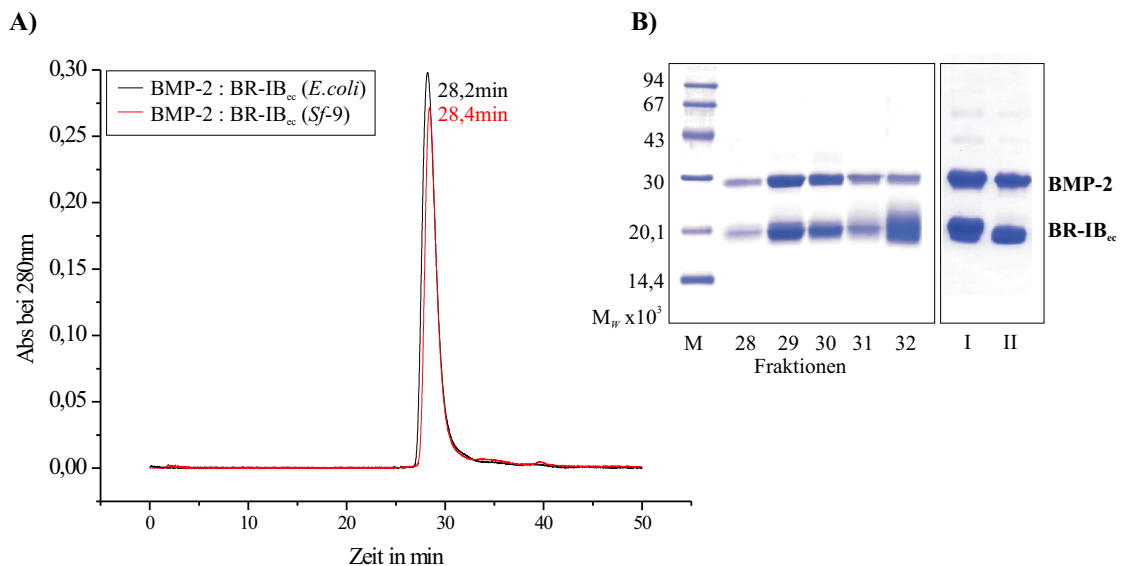 A)
BMP-2 : BR-IBec (E.coli)
BMP-2 : BR-IBec (Sf-9)
28,2min
28,4min
0,30
0,25
0,20
0,15
0,10
0,05
0,00
Abs bei 280nm
0 10 20 30 40 50
Zeit in min
B)
94
67
43
30
20,1
14,4
MW x10³
M 28 29 30 31 32
Fraktionen
I II
BMP-2
BR-IBec